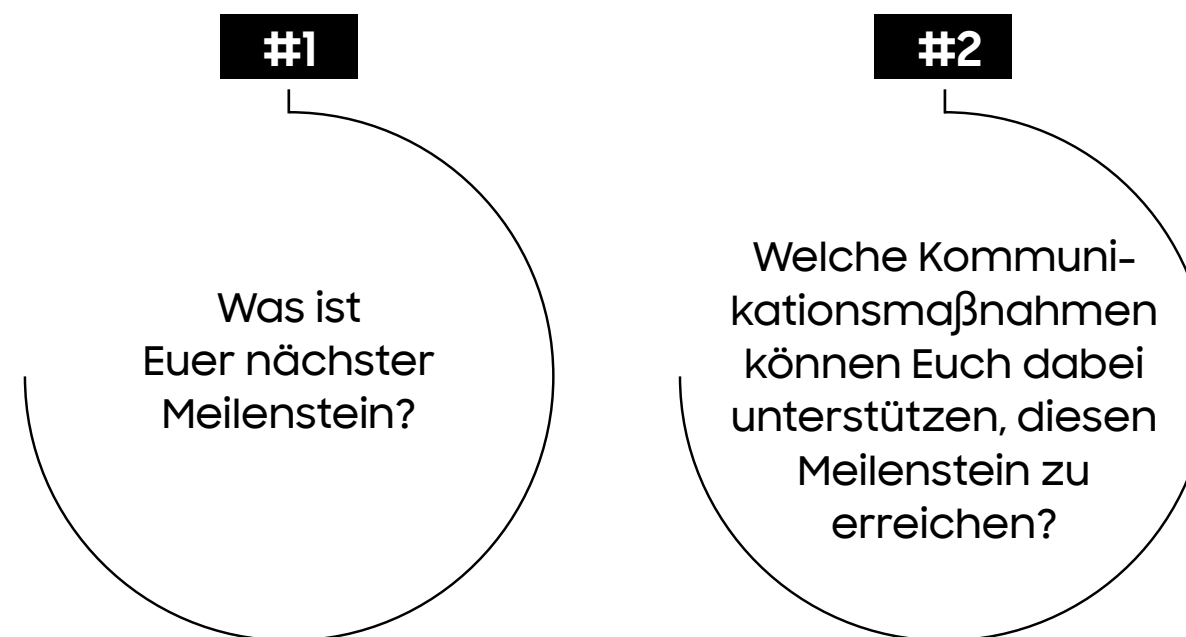 #1
Was ist
Euer nächster
Meilenstein?
#2
Welche Kommuni-
kationsmaßnahmen
können Euch dabei
unterstützen, diesen
Meilenstein zu
erreichen?